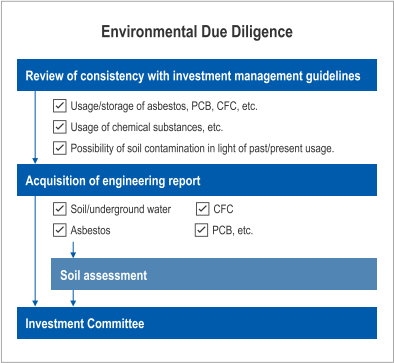 Environmental Due Diligence
Review of consistency with investment management guidelines
Usage/storage of asbestos, PCB, CFC, etc.
Usage of chemical substances, etc.
Possibility of soil contamination in light of past/present usage.
Acquisition of engineering report
Soil/underground water CFC
Asbestos PCB, etc.
Soil assessment
Investment Committee